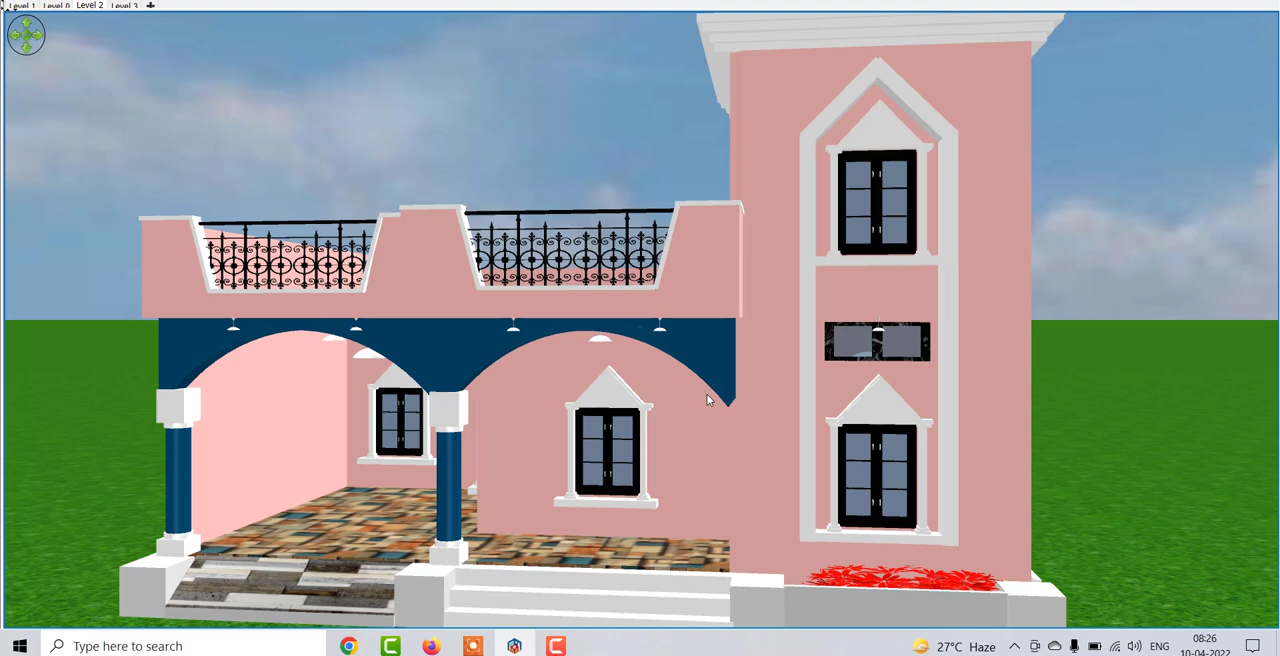 Level 1 Level 0 Level 2 Level 3
Type here to search
27°C Haze
ENG
08:26
10-04-2022